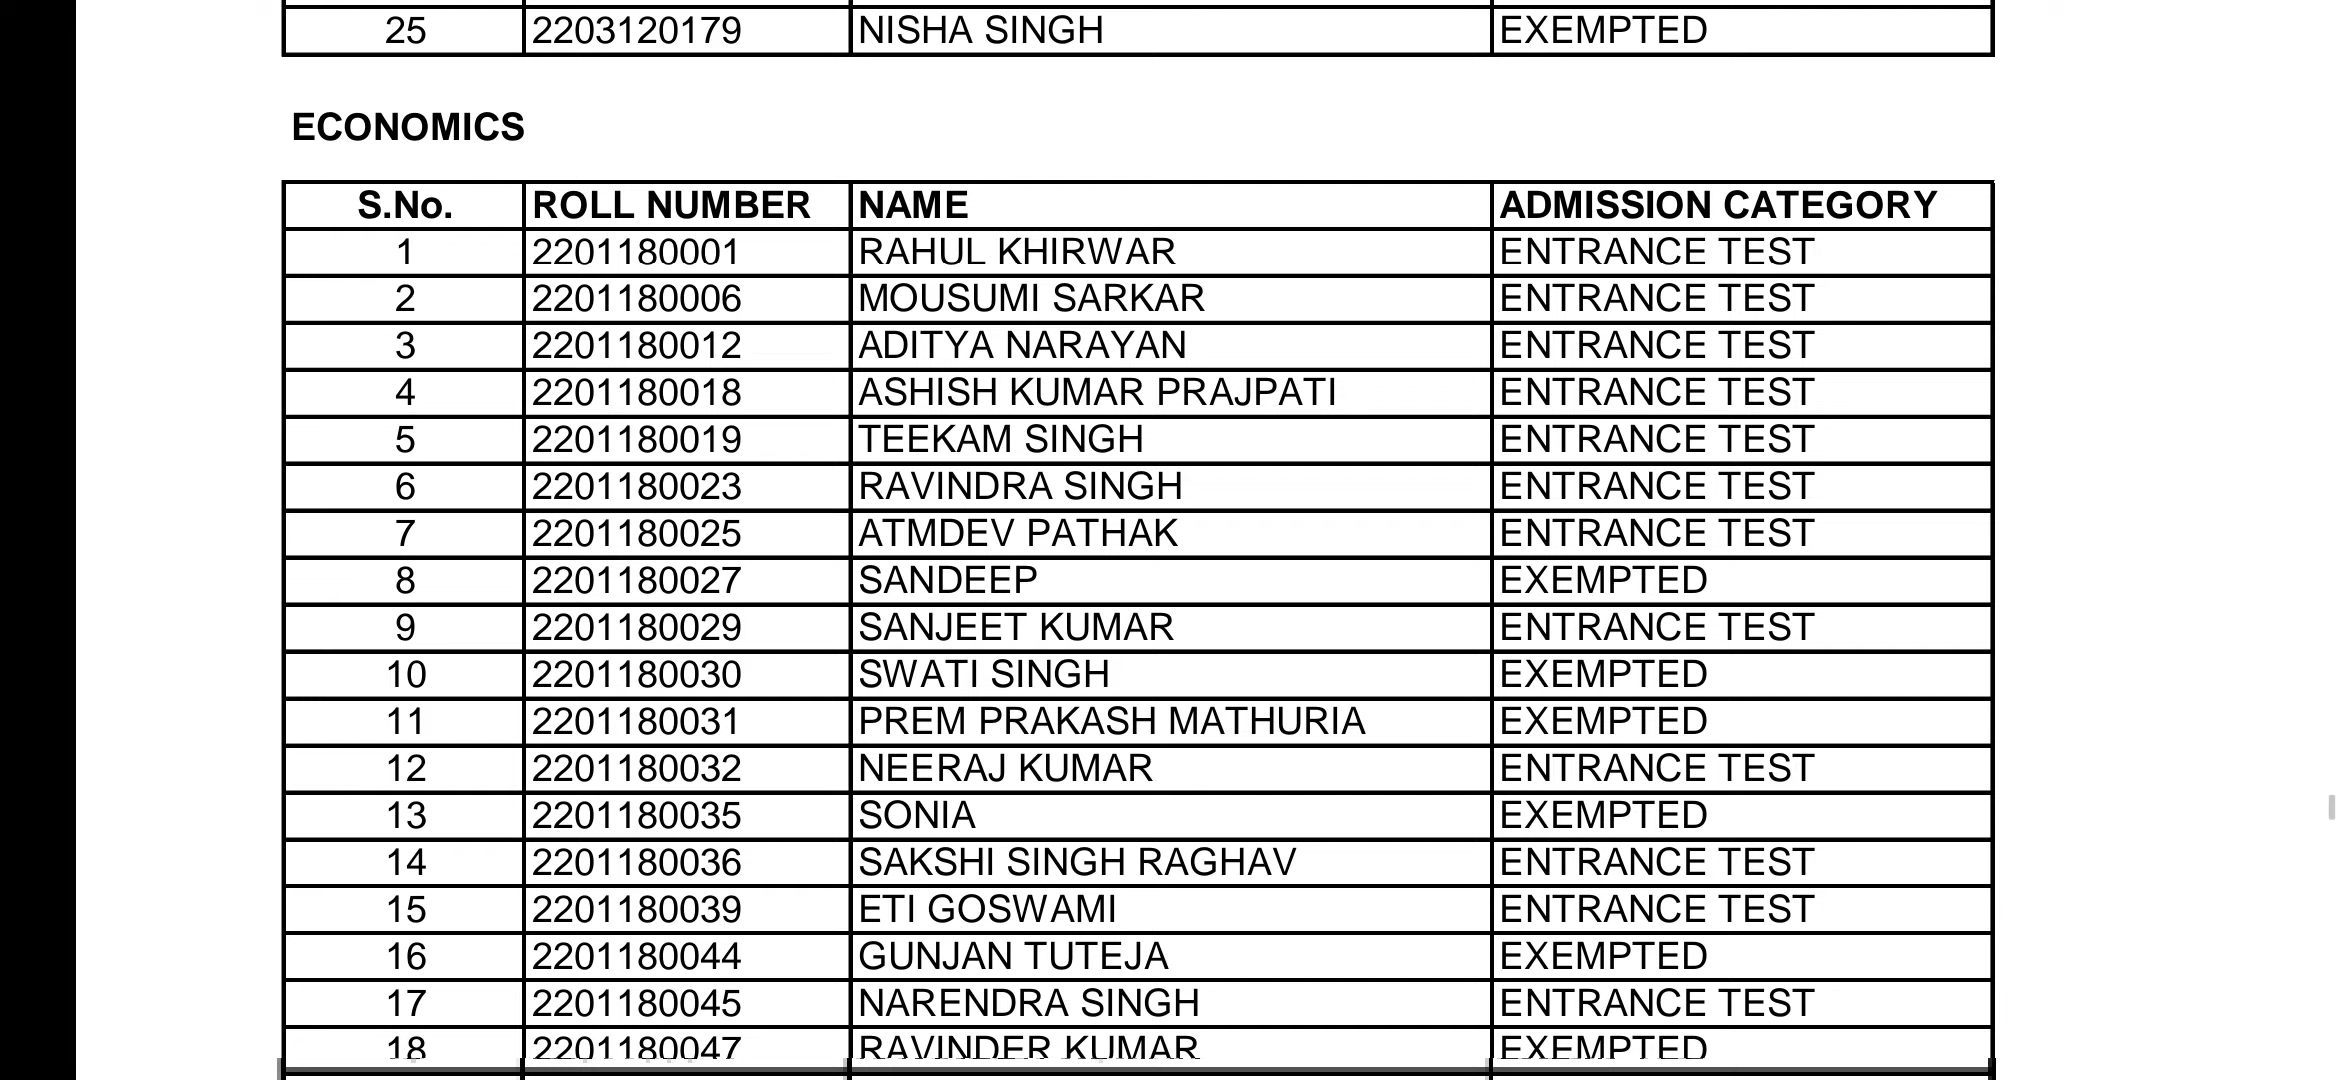 25 2203120179 NISHA SINGH EXEMPTED
ECONOMICS
S.No. ROLL NUMBER NAME ADMISSION CATEGORY
1 2201180001 RAHUL KHIRWAR ENTRANCE TEST
2 2201180006 MOUSUMI SARKAR ENTRANCE TEST
3 2201180012 ADITYA NARAYAN ENTRANCE TEST
4 2201180018 ASHISH KUMAR PRAJPATI ENTRANCE TEST
5 2201180019 TEEKAM SINGH ENTRANCE TEST
6 2201180023 RAVINDRA SINGH ENTRANCE TEST
7 2201180025 ATMDEV PATHAK ENTRANCE TEST
8 2201180027 SANDEEP EXEMPTED
9 2201180029 SANJEET KUMAR ENTRANCE TEST
10 2201180030 SWATI SINGH EXEMPTED
11 2201180031 PREM PRAKASH MATHURIA EXEMPTED
12 2201180032 NEERAJ KUMAR ENTRANCE TEST
13 2201180035 SONIA EXEMPTED
14 2201180036 SAKSHI SINGH RAGHAV ENTRANCE TEST
15 2201180039 ETI GOSWAMI ENTRANCE TEST
16 2201180044 GUNJAN TUTEJA EXEMPTED
17 2201180045 NARENDRA SINGH ENTRANCE TEST
18 2201180047 RAVINDER KUMAR EXEMPTED